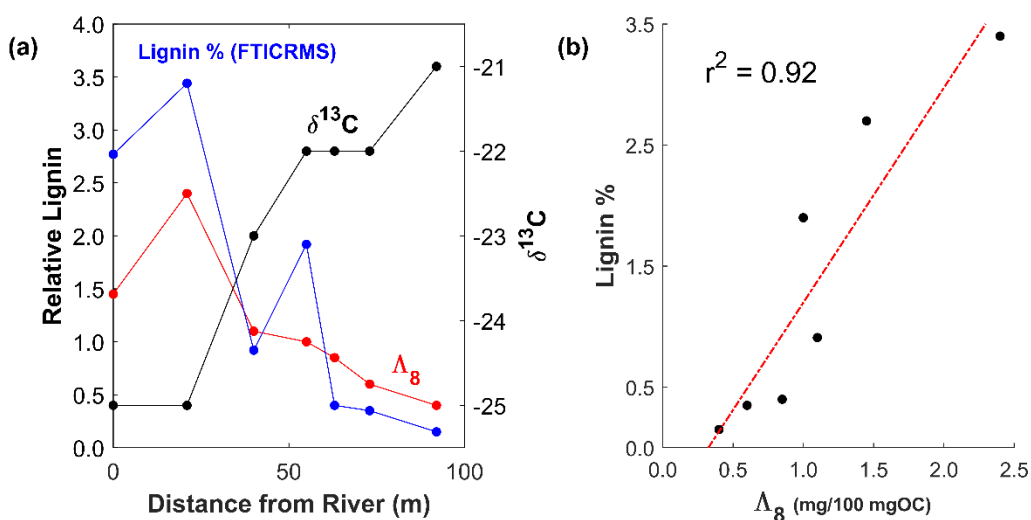 (a)
4.0
3.5
3.0
2.5
2.0
1.5
1.0
0.5
0.0
Relative Lignin
Lignin % (FTICRMS)
δ¹³C
Λ₈
-21
-22
-23
-24
-25
δ¹³C
0
50
100
Distance from River (m)
(b)
r² = 0.92
3.5
2.5
1.5
0.5
0.0
Lignin %
0.0
0.5
1.0
1.5
2.0
2.5
Λ₈ (mg/100 mgOC)